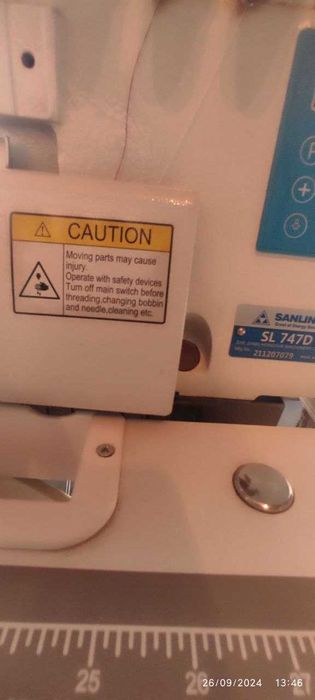 CAUTION
Moving parts may cause
injury.
Operate with safety devices
Turn off main switch before
threading,changing bobbin
and needle,cleaning etc.
SANLIN
SL 747D
211207079
25
26/09/2024 13:46